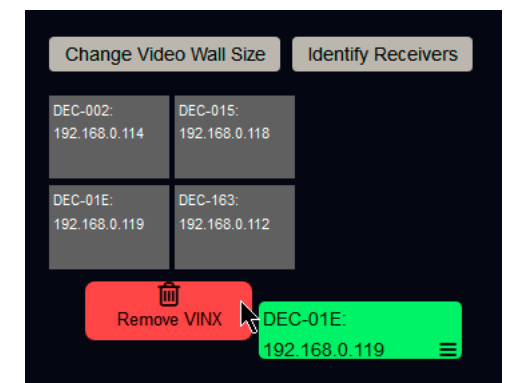 Change Video Wall Size
Identify Receivers
DEC-002:
192.168.0.114
DEC-015:
192.168.0.118
DEC-01E:
192.168.0.119
DEC-163:
192.168.0.112
Remove VINX
DEC-01E:
192.168.0.119